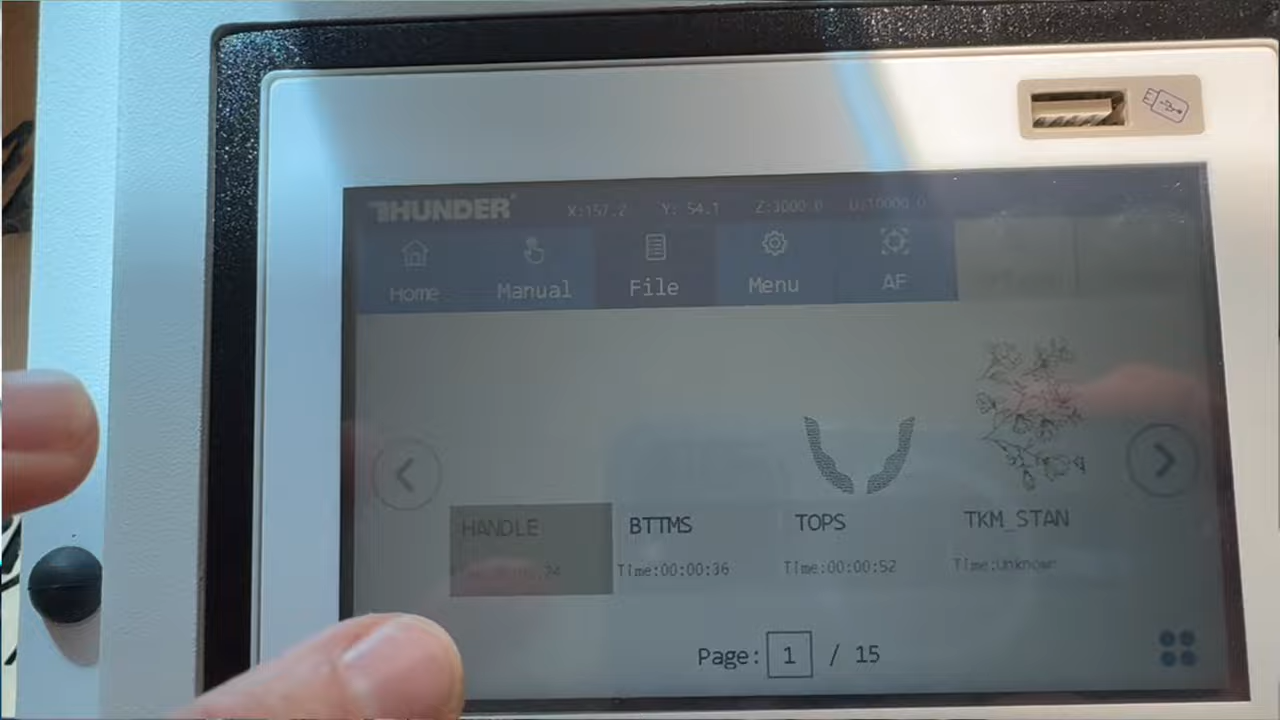 THUNDER X:157.2 Y: 54.1 Z:3000.0 U:10000.0
Home Manual File Menu AF
HANDLE BTTMS TOPS TKM_STAN
Time:00:00:36 Time:00:00:52 Time:Unknown
Page: 1 / 15